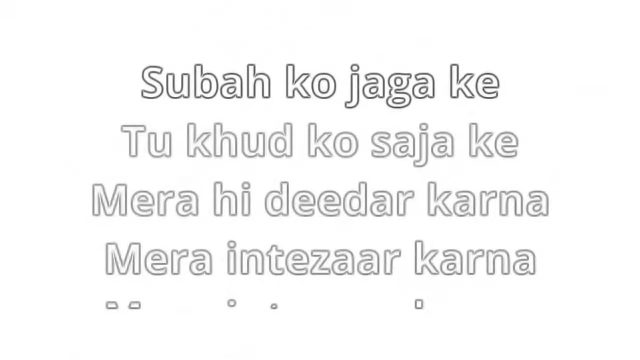 Subah ko jaga ke
Tu khud ko saja ke
Mera hi deedar karna
Mera intezaar karna